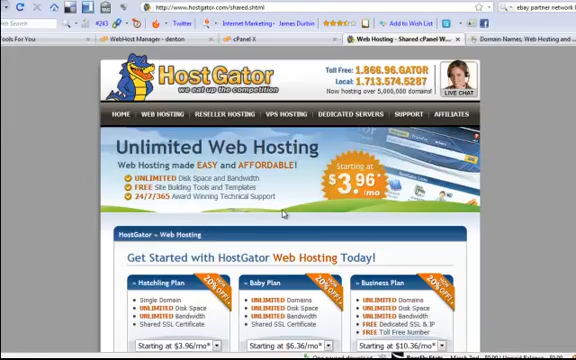 http://www.hostgator.com/shared.shtml
ebay partner network
Search
#243
Twitter
Internet Marketing - James Durbin
Add to Wish List
Tools For You
WebHost Manager - denton
cPanel X
Web Hosting - Shared cPanel W...
Domain Names, Web Hosting and ...
HostGator
we eat up the competition
Toll Free: 1.866.96.GATOR
Local: 1.713.574.5287
Now hosting over 5,000,000 domains!
LIVE CHAT
HOME
WEB HOSTING
RESELLER HOSTING
VPS HOSTING
DEDICATED SERVERS
SUPPORT
AFFILIATES
Unlimited Web Hosting
Web Hosting made EASY and AFFORDABLE!
UNLIMITED Disk Space and Bandwidth
FREE Site Building Tools and Templates
24/7/365 Award Winning Technical Support
Starting at
$3.96*
/mo
HostGator » Web Hosting
Get Started with HostGator Web Hosting Today!
» Hatchling Plan
20% OFF!
Single Domain
UNLIMITED Disk Space
UNLIMITED Bandwidth
Shared SSL Certificate
Starting at $3.96/mo*
» Baby Plan
20% OFF!
UNLIMITED Domains
UNLIMITED Disk Space
UNLIMITED Bandwidth
Shared SSL Certificate
Starting at $6.36/mo*
» Business Plan
20% OFF!
UNLIMITED Domains
UNLIMITED Disk Space
UNLIMITED Bandwidth
FREE Dedicated SSL & IP
FREE Toll Free Number
Starting at $10.36/mo*